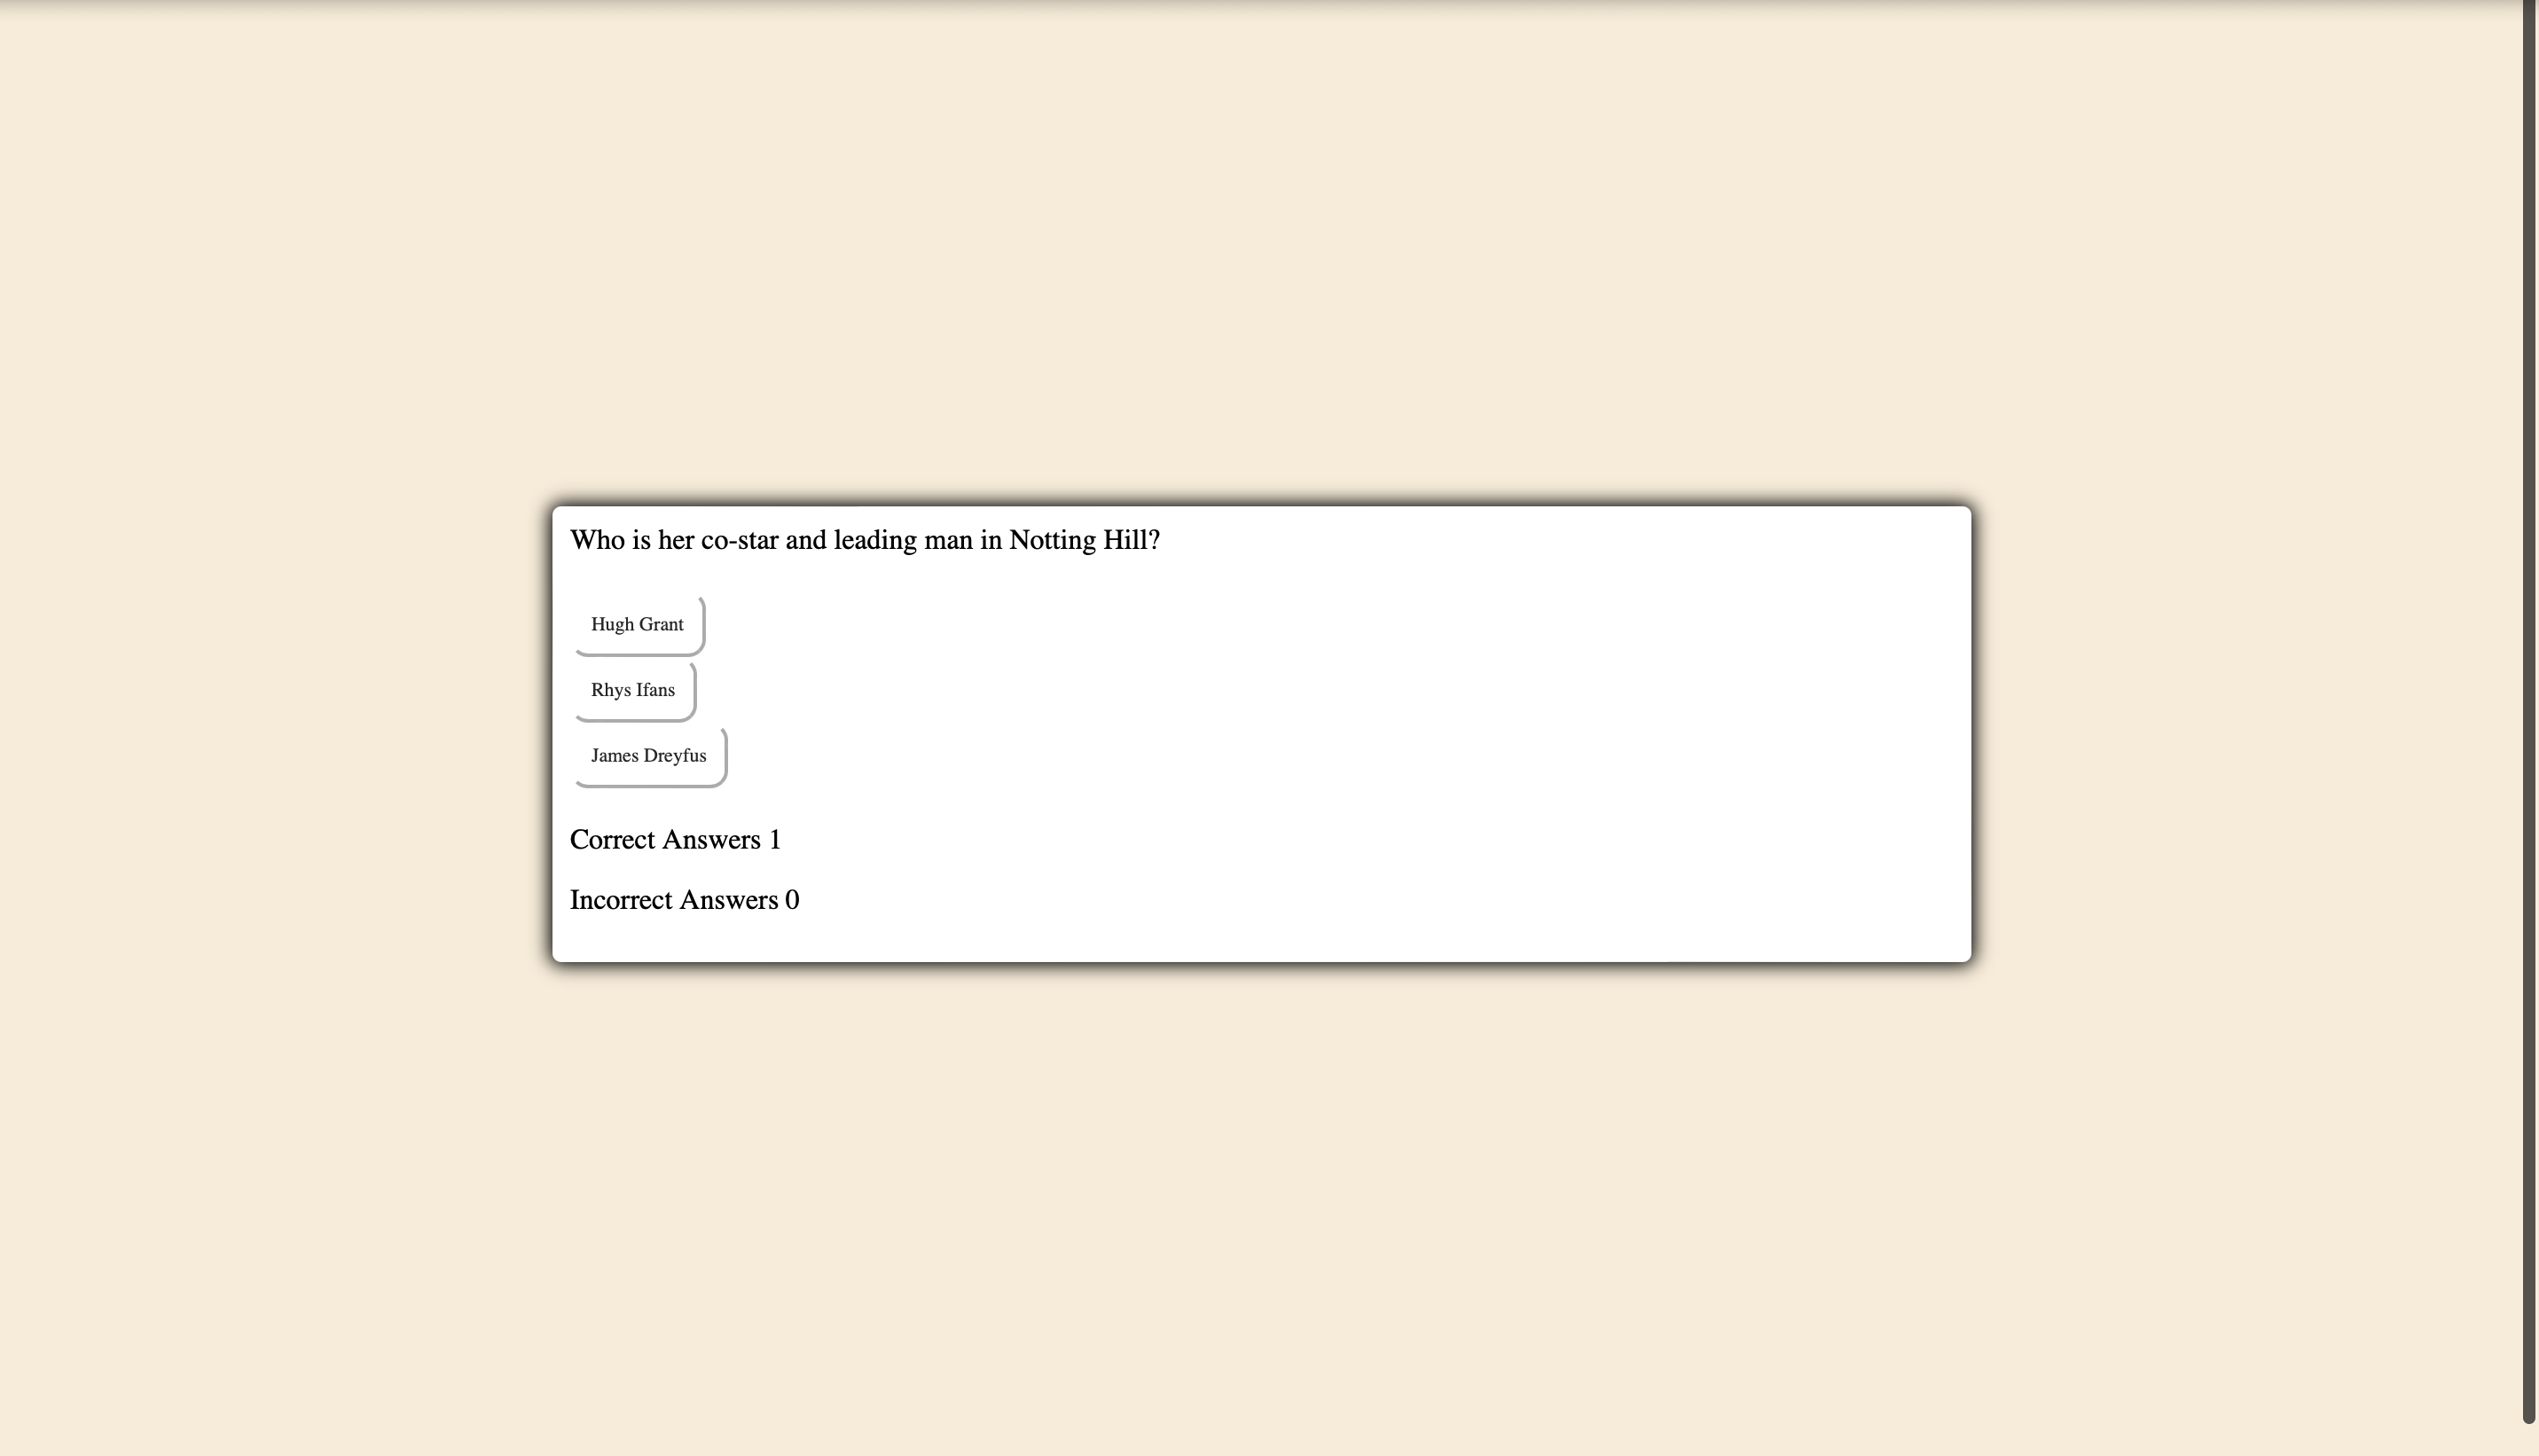 Who is her co-star and leading man in Notting Hill?
Hugh Grant
Rhys Ifans
James Dreyfus
Correct Answers 1
Incorrect Answers 0